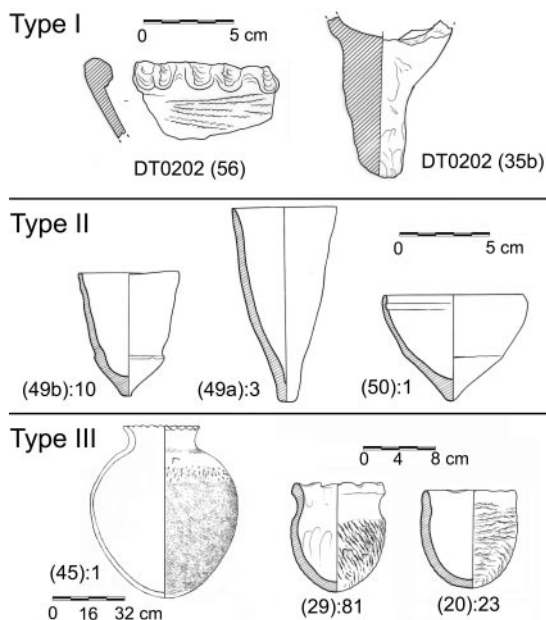 Type I
0 5 cm
DT0202 (56)
DT0202 (35b)
Type II
0 5 cm
(49b):10
(49a):3
(50):1
Type III
0 4 8 cm
(45):1
0 16 32 cm
(29):81
(20):23